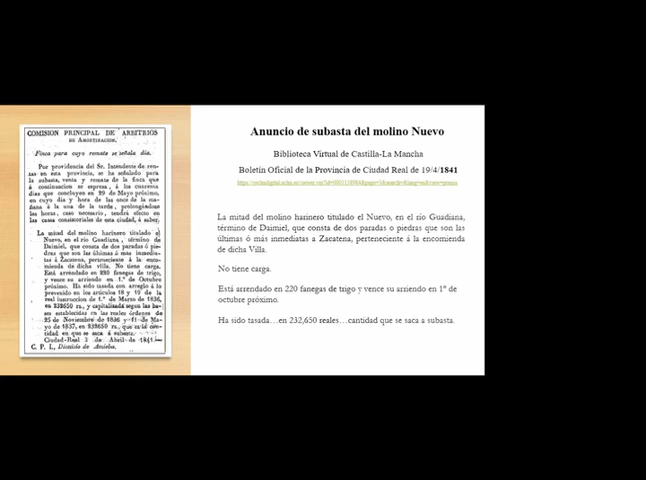 COMISION PRINCIPAL DE ARBITRIOS
DE AMORTIZACION.
Finca para cuyo remate se señala dia.
Por providencia del Sr. Intendente de ren-
tas en esta provincia, se ha señalado para
la subasta, venta y remate de la finca que
á continuacion se espresa, á los cuarenta
dias que concluyen en 29 de Mayo próximo,
en cuyo dia y hora de las once de la ma-
ñana á la una de la tarde, prolongándose
las horas, caso necesario, tendrá efecto en
las casas consistoriales de esta ciudad, á saber.
La mitad del molino harinero titulado el
Nuevo, en el rio Guadiana, término de
Daimiel, que consta de dos paradas ó pie-
dras que son las últimas ó más inmedia-
tas á Zacatena, perteneciente á la enco-
mienda de dicha villa. No tiene carga.
Está arrendado en 220 fanegas de trigo,
y vence su arriendo en 1.º de Octubre
próximo. Ha sido tasada con arreglo á lo
prevenido en los artículos 18 y 19 de la
real instruccion de 1.º de Marzo de 1836,
en 232650 rs., y capitalizada segun las ba-
ses establecidas en las reales órdenes de
25 de Noviembre de 1836 y 11 de Ma-
yo de 1837, en 232650 rs., que es la can-
tidad en que se saca á subasta.
Ciudad-Real 3 de Abril de 1841.
C. P. I., Dionisio de
Anuncio de subasta del molino Nuevo
Biblioteca Virtual de Castilla-La Mancha
Boletín Oficial de la Provincia de Ciudad Real de 19/4/1841
La mitad del molino harinero titulado el Nuevo, en el río Guadiana,
término de Daimiel, que consta de dos paradas o piedras que son las
últimas ó más inmediatas a Zacatena, perteneciente á la encomienda
de dicha Villa.
No tiene carga.
Está arrendado en 220 fanegas de trigo y vence su arriendo en 1º de
octubre próximo.
Ha sido tasada…en 232,650 reales…cantidad que se saca a subasta.